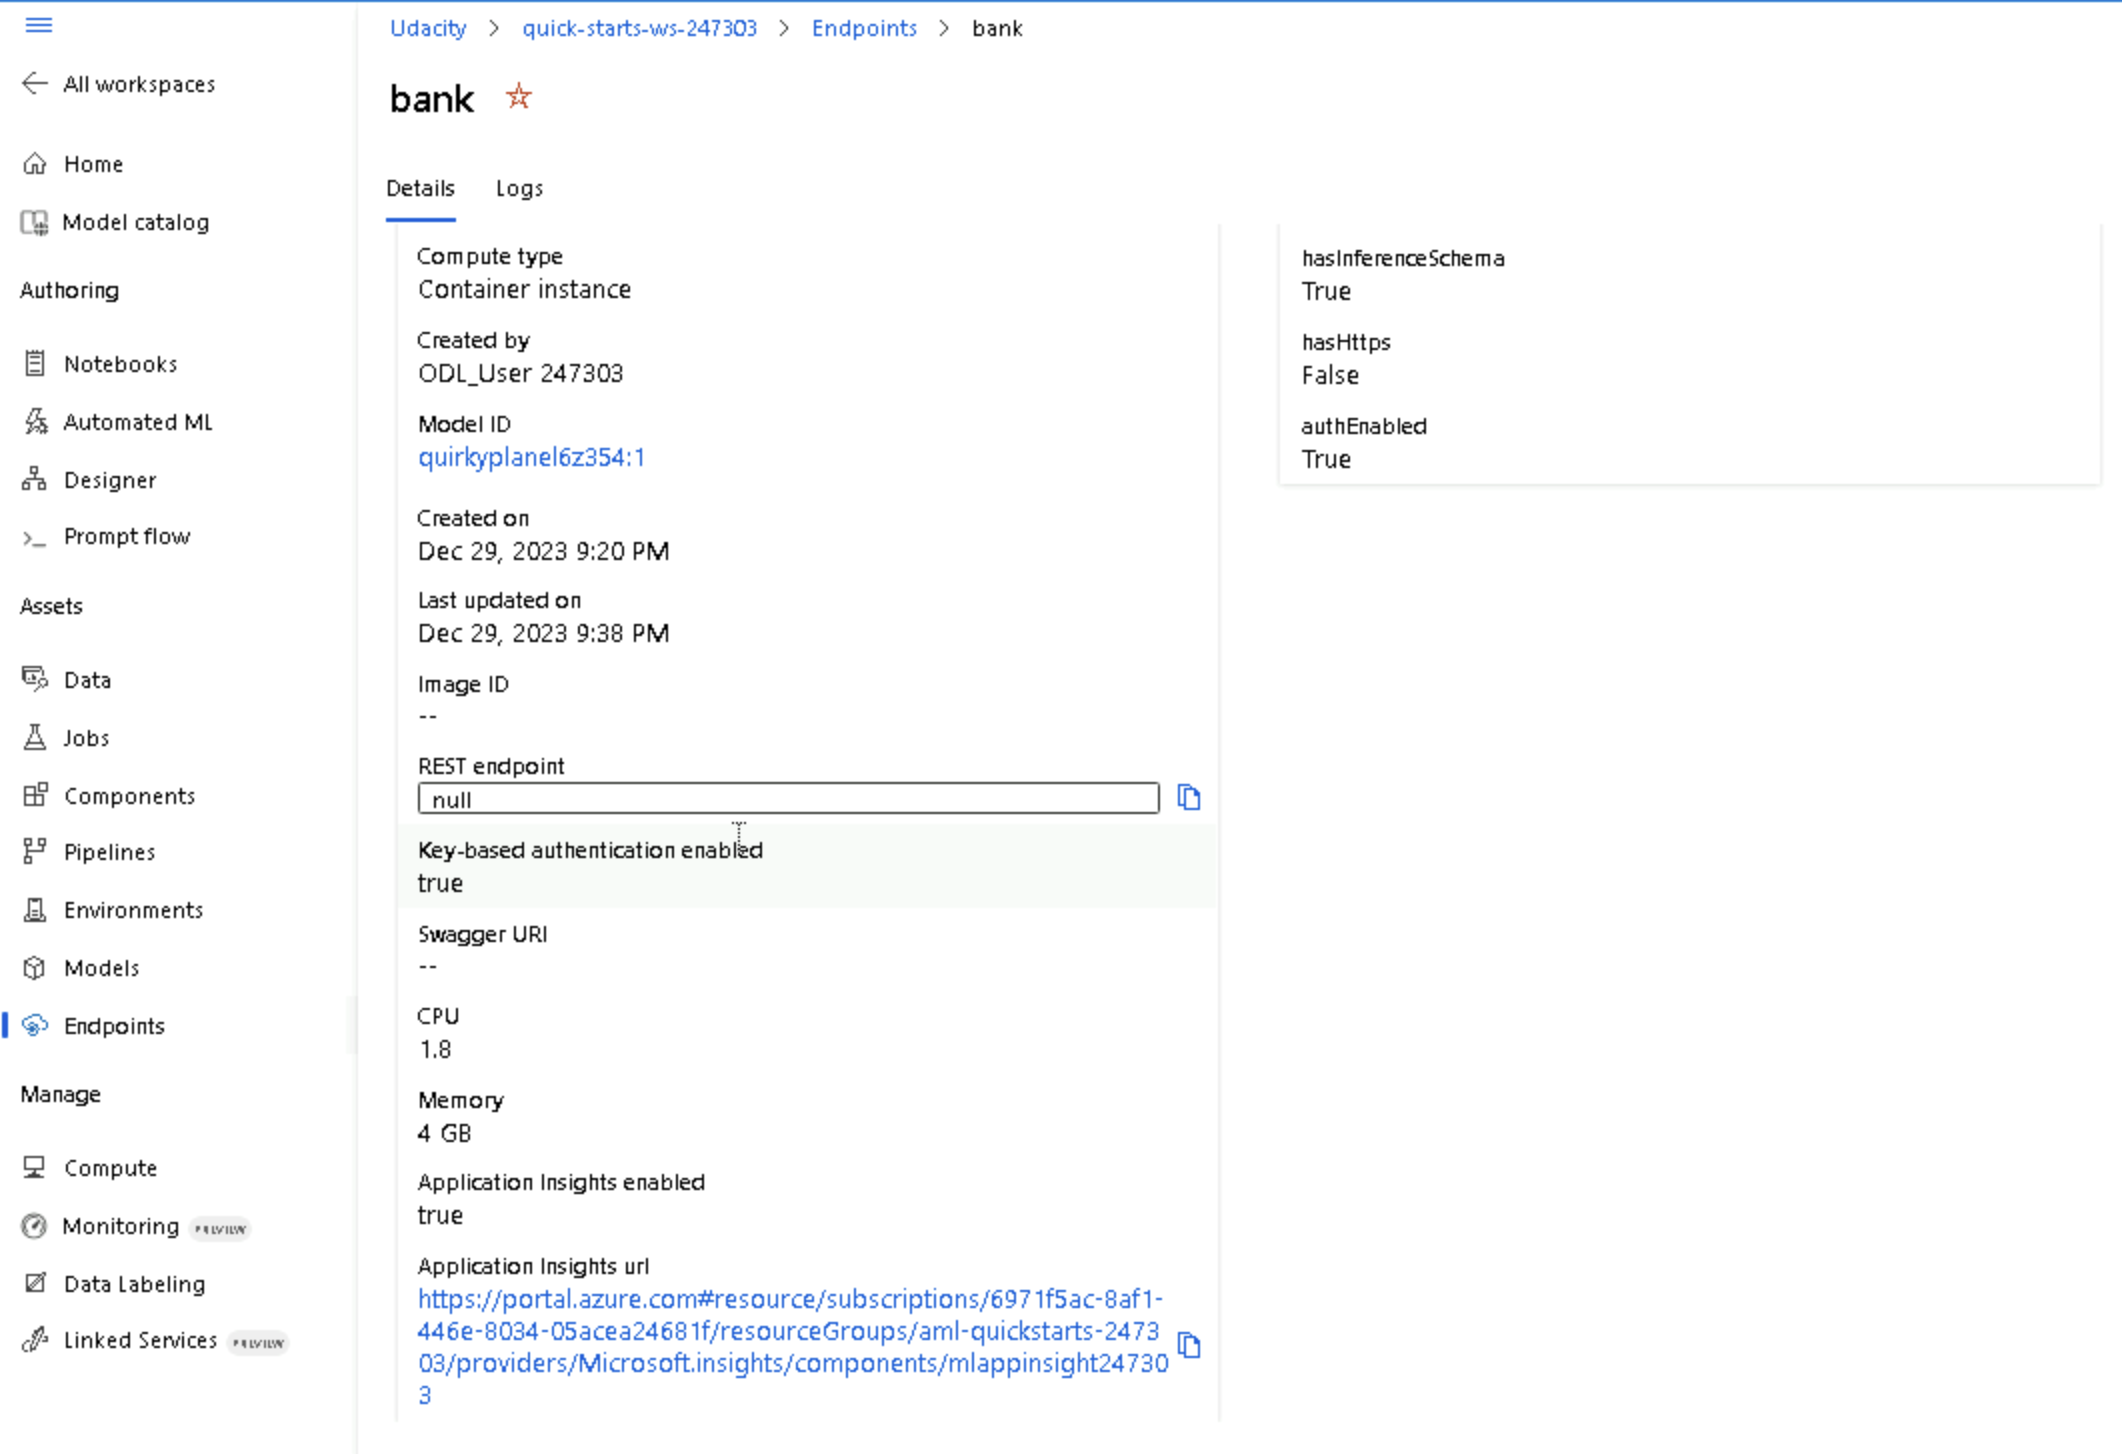 Udacity > quick-starts-ws-247303 > Endpoints > bank
All workspaces
Home
Model catalog
Authoring
Notebooks
Automated ML
Designer
Prompt flow
Assets
Data
Jobs
Components
Pipelines
Environments
Models
Endpoints
Manage
Compute
Monitoring PREVIEW
Data Labeling
Linked Services PREVIEW
bank
Details Logs
Compute type
Container instance
Created by
ODL_User 247303
Model ID
quirkyplanel6z354:1
Created on
Dec 29, 2023 9:20 PM
Last updated on
Dec 29, 2023 9:38 PM
Image ID
--
REST endpoint
null
Key-based authentication enabled
true
Swagger URI
--
CPU
1.8
Memory
4 GB
Application Insights enabled
true
Application Insights url
https://portal.azure.com#resource/subscriptions/6971f5ac-8af1-
446e-8034-05acea24681f/resourceGroups/aml-quickstarts-2473
03/providers/Microsoft.insights/components/mlappinsight24730
3
hasInferenceSchema
True
hasHttps
False
authEnabled
True